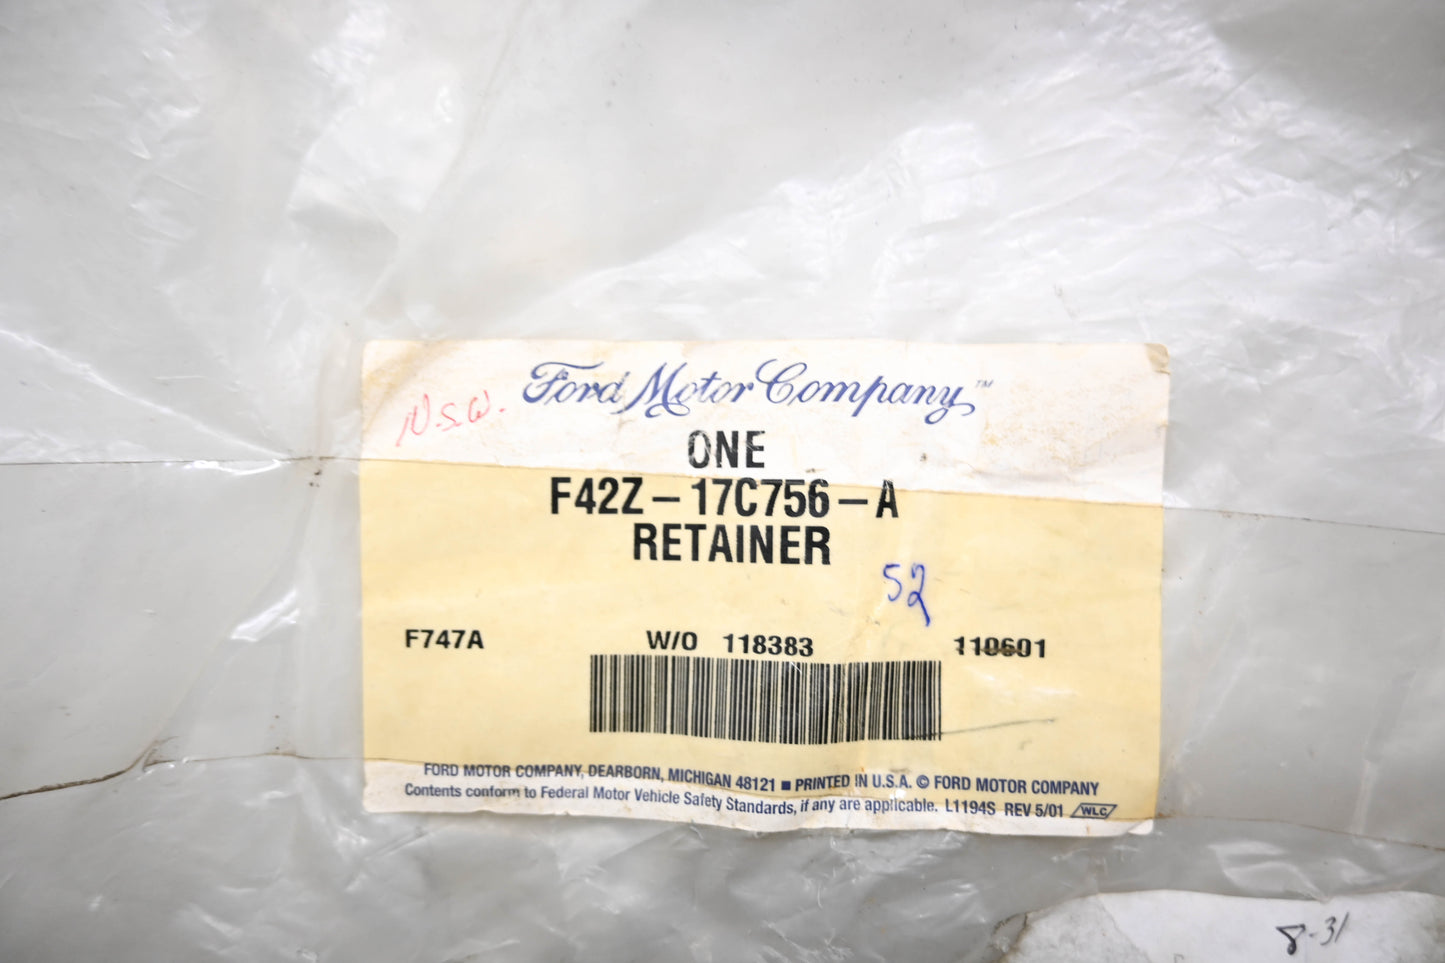 Ford Motor Company™
N.S.W.
ONE
F42Z-17C756-A
RETAINER
52
F747A W/O 118383 110601
FORD MOTOR COMPANY, DEARBORN, MICHIGAN 48121 ■ PRINTED IN U.S.A. © FORD MOTOR COMPANY
Contents conform to Federal Motor Vehicle Safety Standards, if any are applicable. L1194S REV 5/01 WLC
8-31